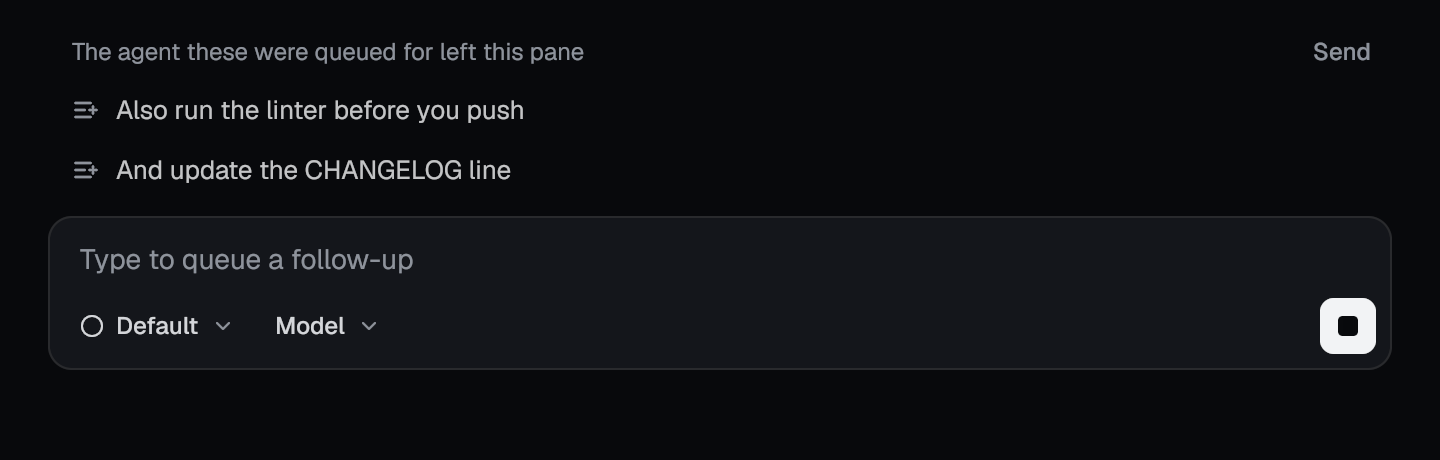 The agent these were queued for left this pane
Send
Also run the linter before you push
And update the CHANGELOG line
Type to queue a follow-up
Default
Model